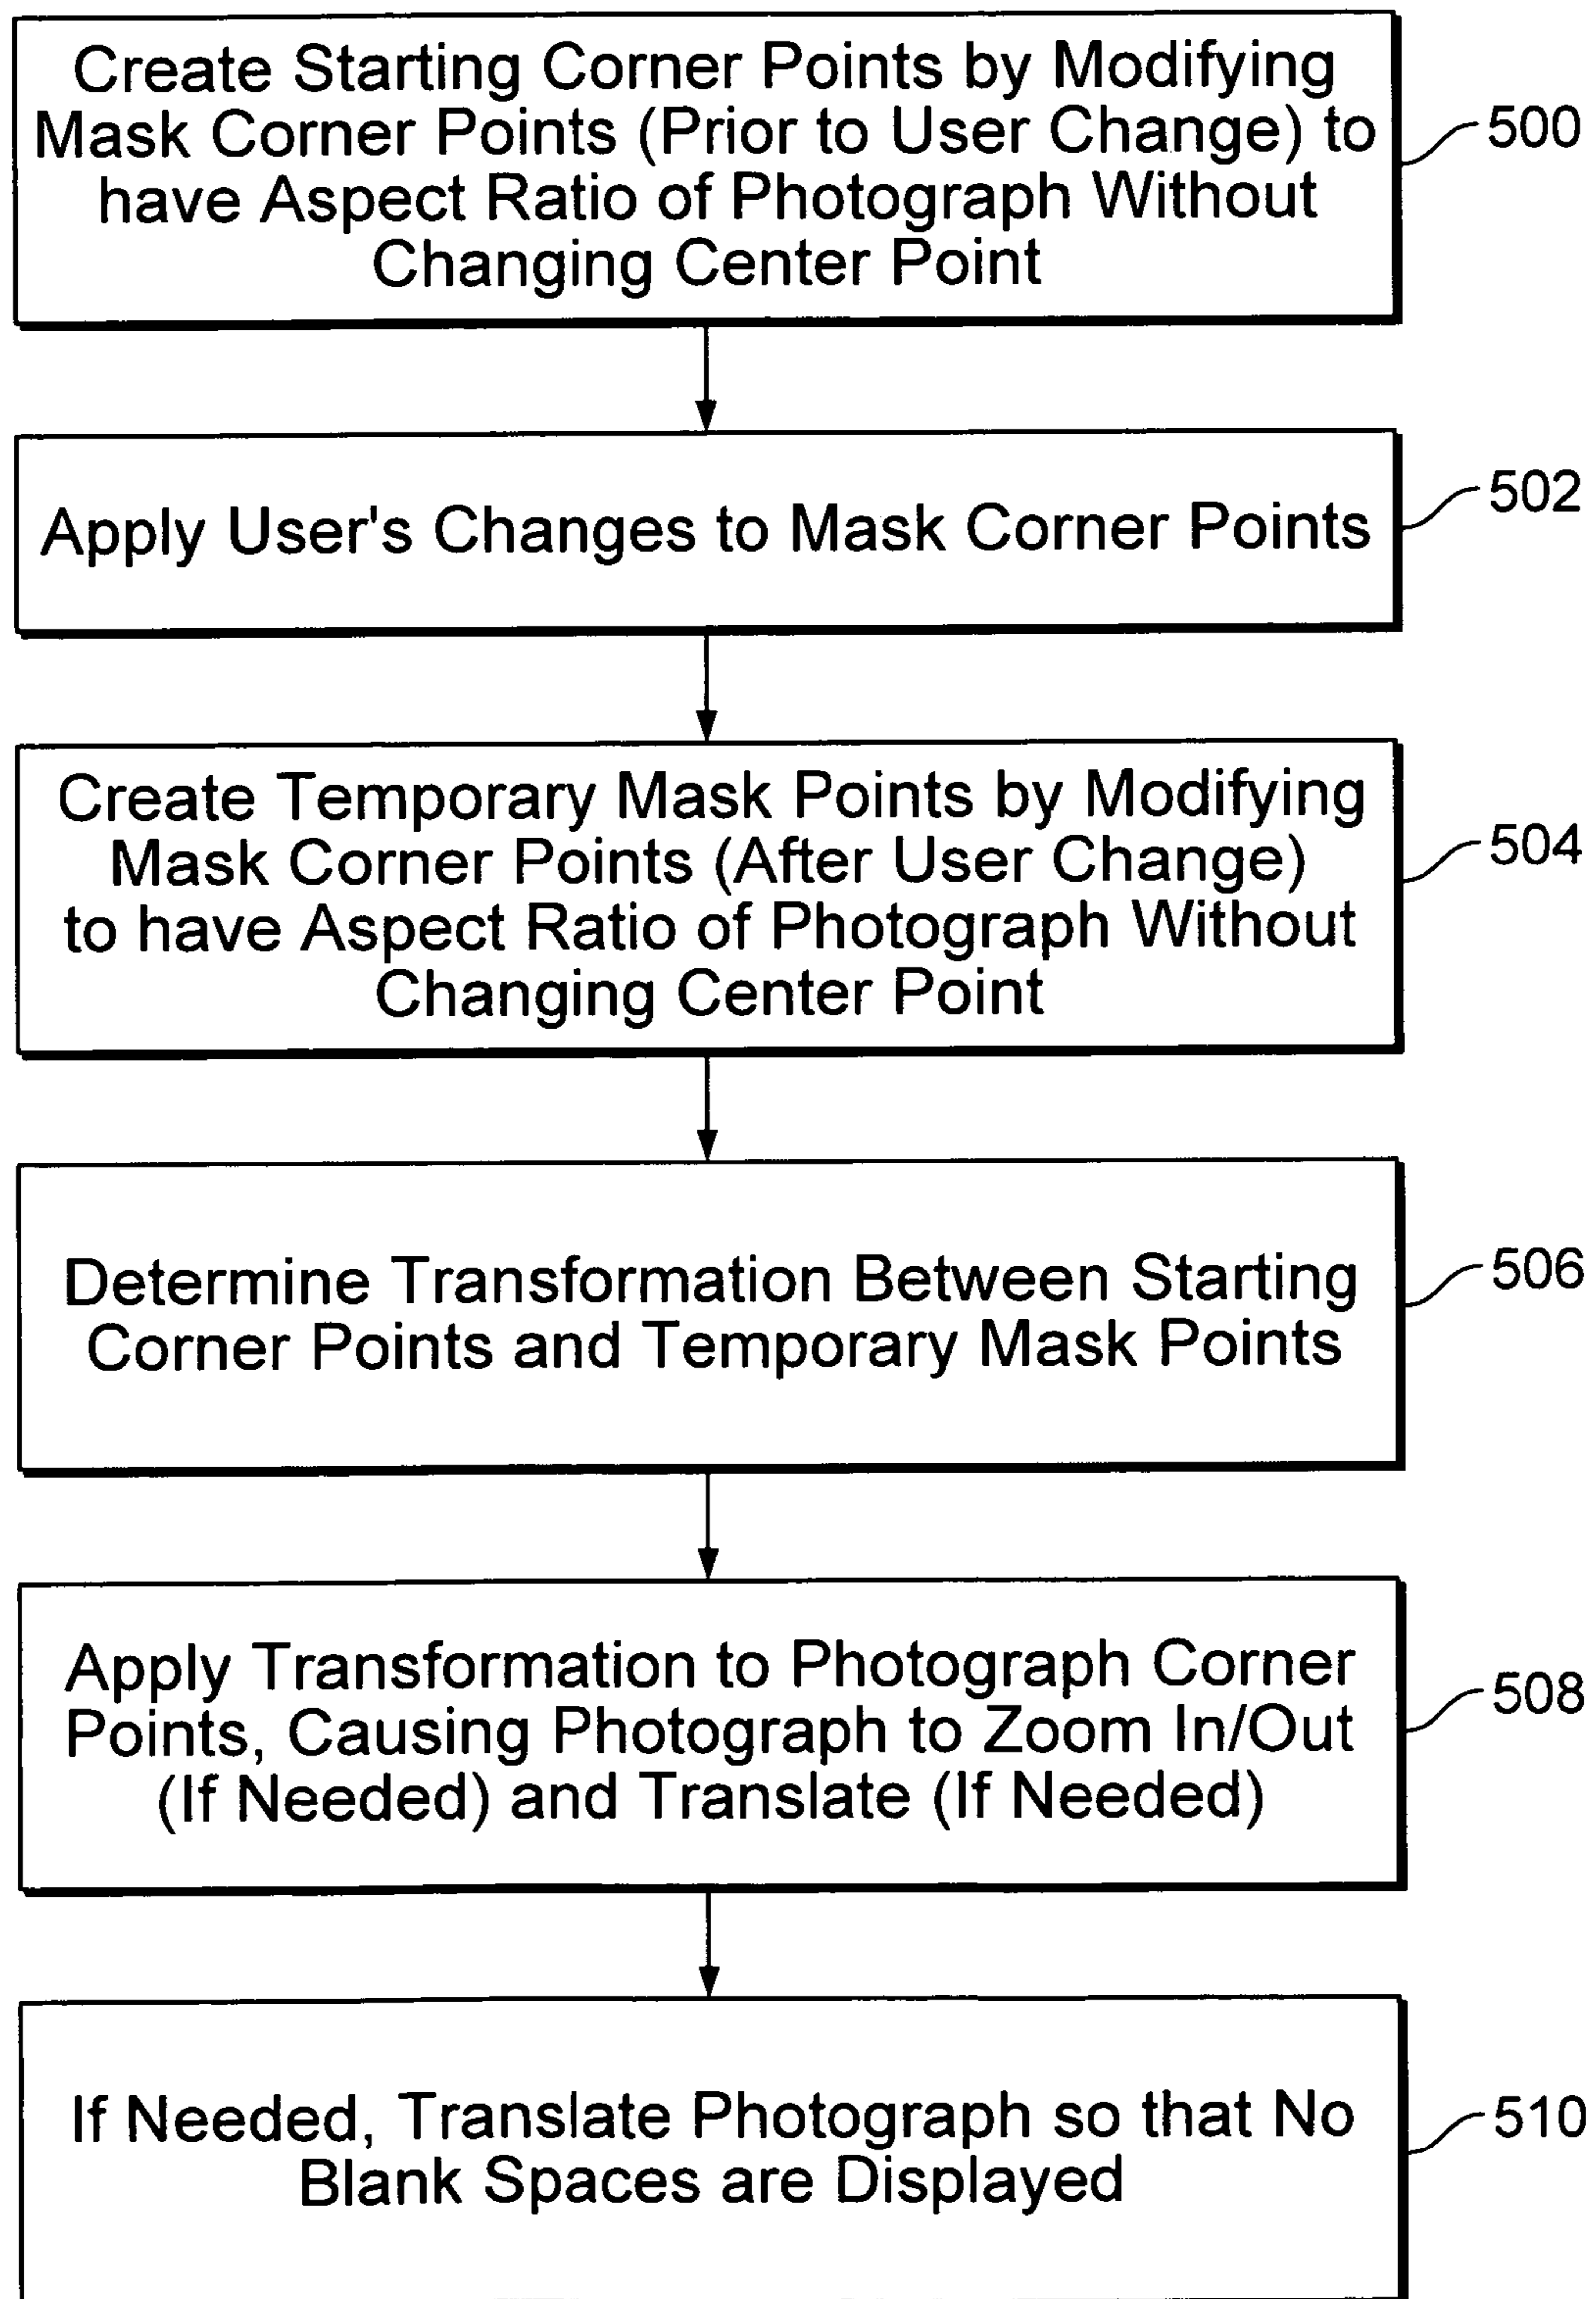 Create Starting Corner Points by Modifying
Mask Corner Points (Prior to User Change) to
have Aspect Ratio of Photograph Without
Changing Center Point
500
Apply User's Changes to Mask Corner Points
502
Create Temporary Mask Points by Modifying
Mask Corner Points (After User Change)
to have Aspect Ratio of Photograph Without
Changing Center Point
504
Determine Transformation Between Starting
Corner Points and Temporary Mask Points
506
Apply Transformation to Photograph Corner
Points, Causing Photograph to Zoom In/Out
(If Needed) and Translate (If Needed)
508
If Needed, Translate Photograph so that No
Blank Spaces are Displayed
510